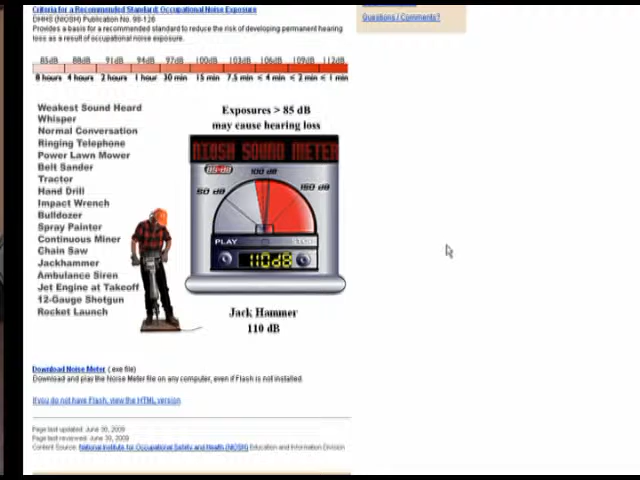 Criteria for a Recommended Standard, Occupational Noise Exposure
DHHS (NIOSH) Publication No. 98-126
Provides a basis for a recommended standard to reduce the risk of developing permanent hearing
loss as a result of occupational noise exposure.
Questions / Comments?
85dB 88dB 91dB 94dB 97dB 100dB 103dB 106dB 109dB 112dB
8 hours 4 hours 2 hours 1 hour 30 min 15 min 7.5 min < 4 min < 2 min ≤ 1 min
Weakest Sound Heard
Whisper
Normal Conversation
Ringing Telephone
Power Lawn Mower
Belt Sander
Tractor
Hand Drill
Impact Wrench
Bulldozer
Spray Painter
Continuous Miner
Chain Saw
Jackhammer
Ambulance Siren
Jet Engine at Takeoff
12-Gauge Shotgun
Rocket Launch
Exposures > 85 dB
may cause hearing loss
NIOSH SOUND METER
85 dB
100 dB
50 dB
150 dB
PLAY
110dB
Jack Hammer
110 dB
Download Noise Meter (.exe file)
Download and play the Noise Meter file on any computer, even if Flash is not installed.
If you do not have Flash, view the HTML version
Page last updated: June 30, 2009
Page last reviewed: June 30, 2009
Content Source: National Institute for Occupational Safety and Health (NIOSH) Education and Information Division